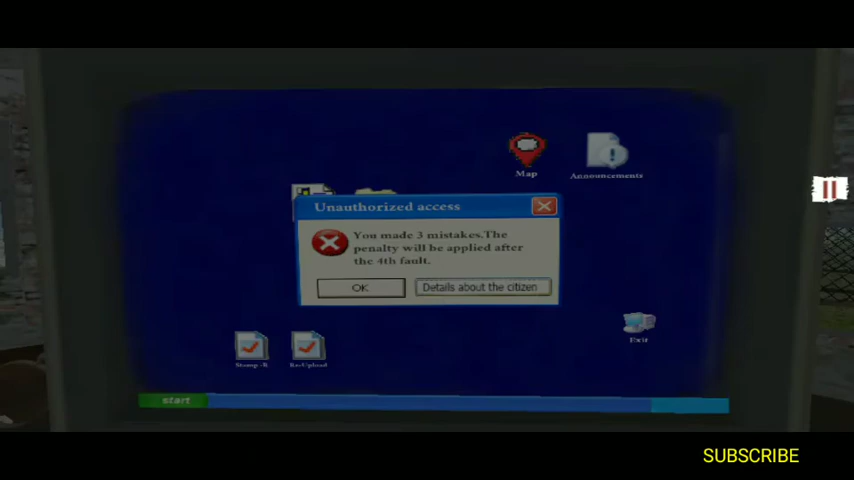 Map
Announcements
Unauthorized access
You made 3 mistakes.The
penalty will be applied after
the 4th fault.
OK
Details about the citizen
Exit
Stamp -R
start
SUBSCRIBE